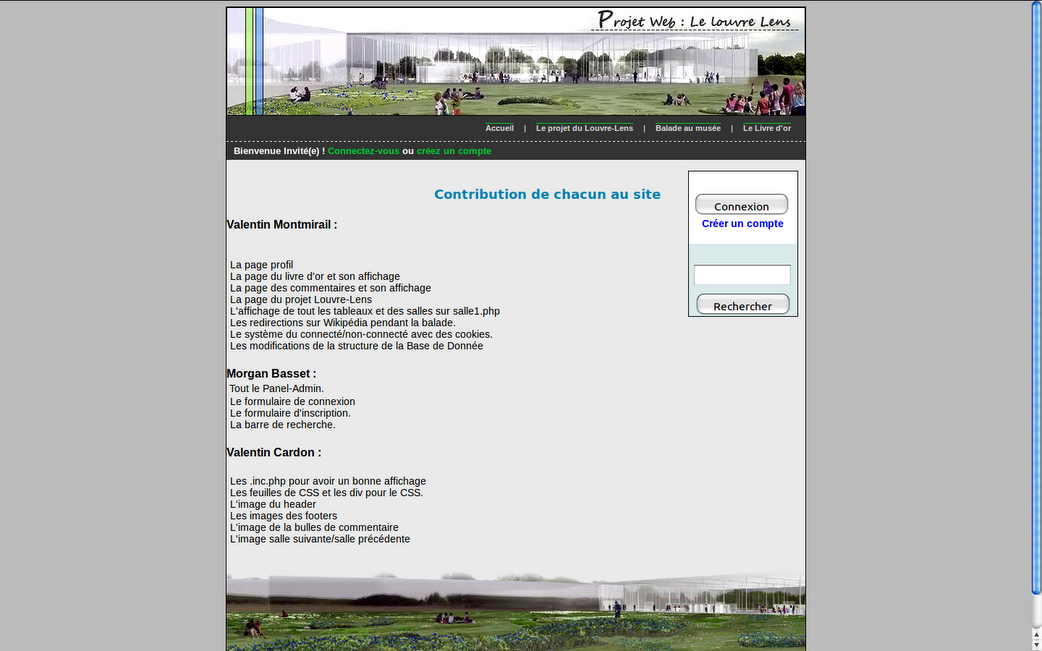 Projet Web : Le louvre Lens
Accueil | Le projet du Louvre-Lens | Balade au musée | Le Livre d'or
Bienvenue Invité(e) ! Connectez-vous ou créez un compte
Contribution de chacun au site
Connexion
Créer un compte
Rechercher
Valentin Montmirail :
La page profil
La page du livre d'or et son affichage
La page des commentaires et son affichage
La page du projet Louvre-Lens
L'affichage de tout les tableaux et des salles sur salle1.php
Les redirections sur Wikipédia pendant la balade.
Le système du connecté/non-connecté avec des cookies.
Les modifications de la structure de la Base de Donnée
Morgan Basset :
Tout le Panel-Admin.
Le formulaire de connexion
Le formulaire d'inscription.
La barre de recherche.
Valentin Cardon :
Les .inc.php pour avoir un bonne affichage
Les feuilles de CSS et les div pour le CSS.
L'image du header
Les images des footers
L'image de la bulles de commentaire
L'image salle suivante/salle précédente